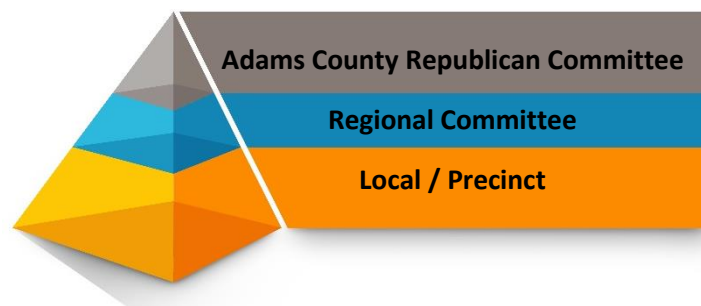 Adams County Republican Committee
Regional Committee
Local / Precinct